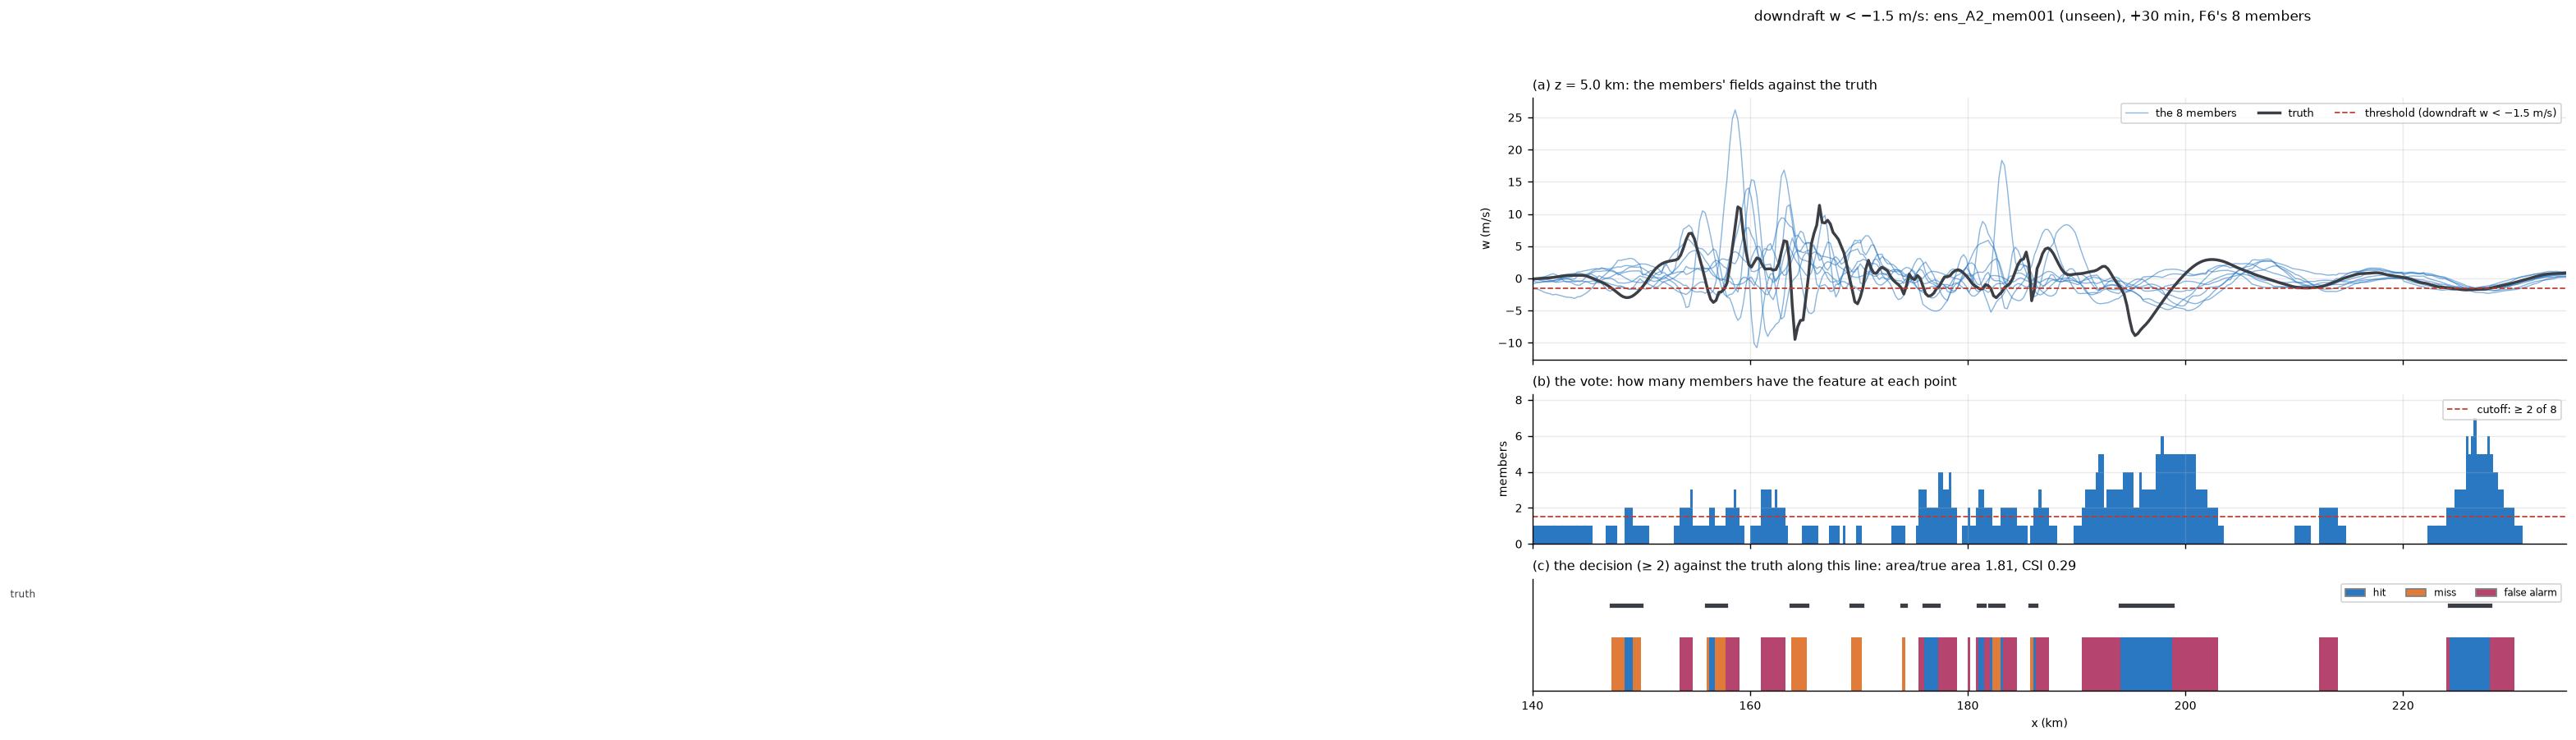 downdraft w < −1.5 m/s: ens_A2_mem001 (unseen), +30 min, F6's 8 members
(a) z = 5.0 km: the members' fields against the truth
the 8 members truth threshold (downdraft w < −1.5 m/s)
25
20
15
10
5
0
−5
−10
w (m/s)
(b) the vote: how many members have the feature at each point
cutoff: ≥ 2 of 8
8
6
4
2
0
members
(c) the decision (≥ 2) against the truth along this line: area/true area 1.81, CSI 0.29
hit miss false alarm
truth
140 160 180 200 220
x (km)